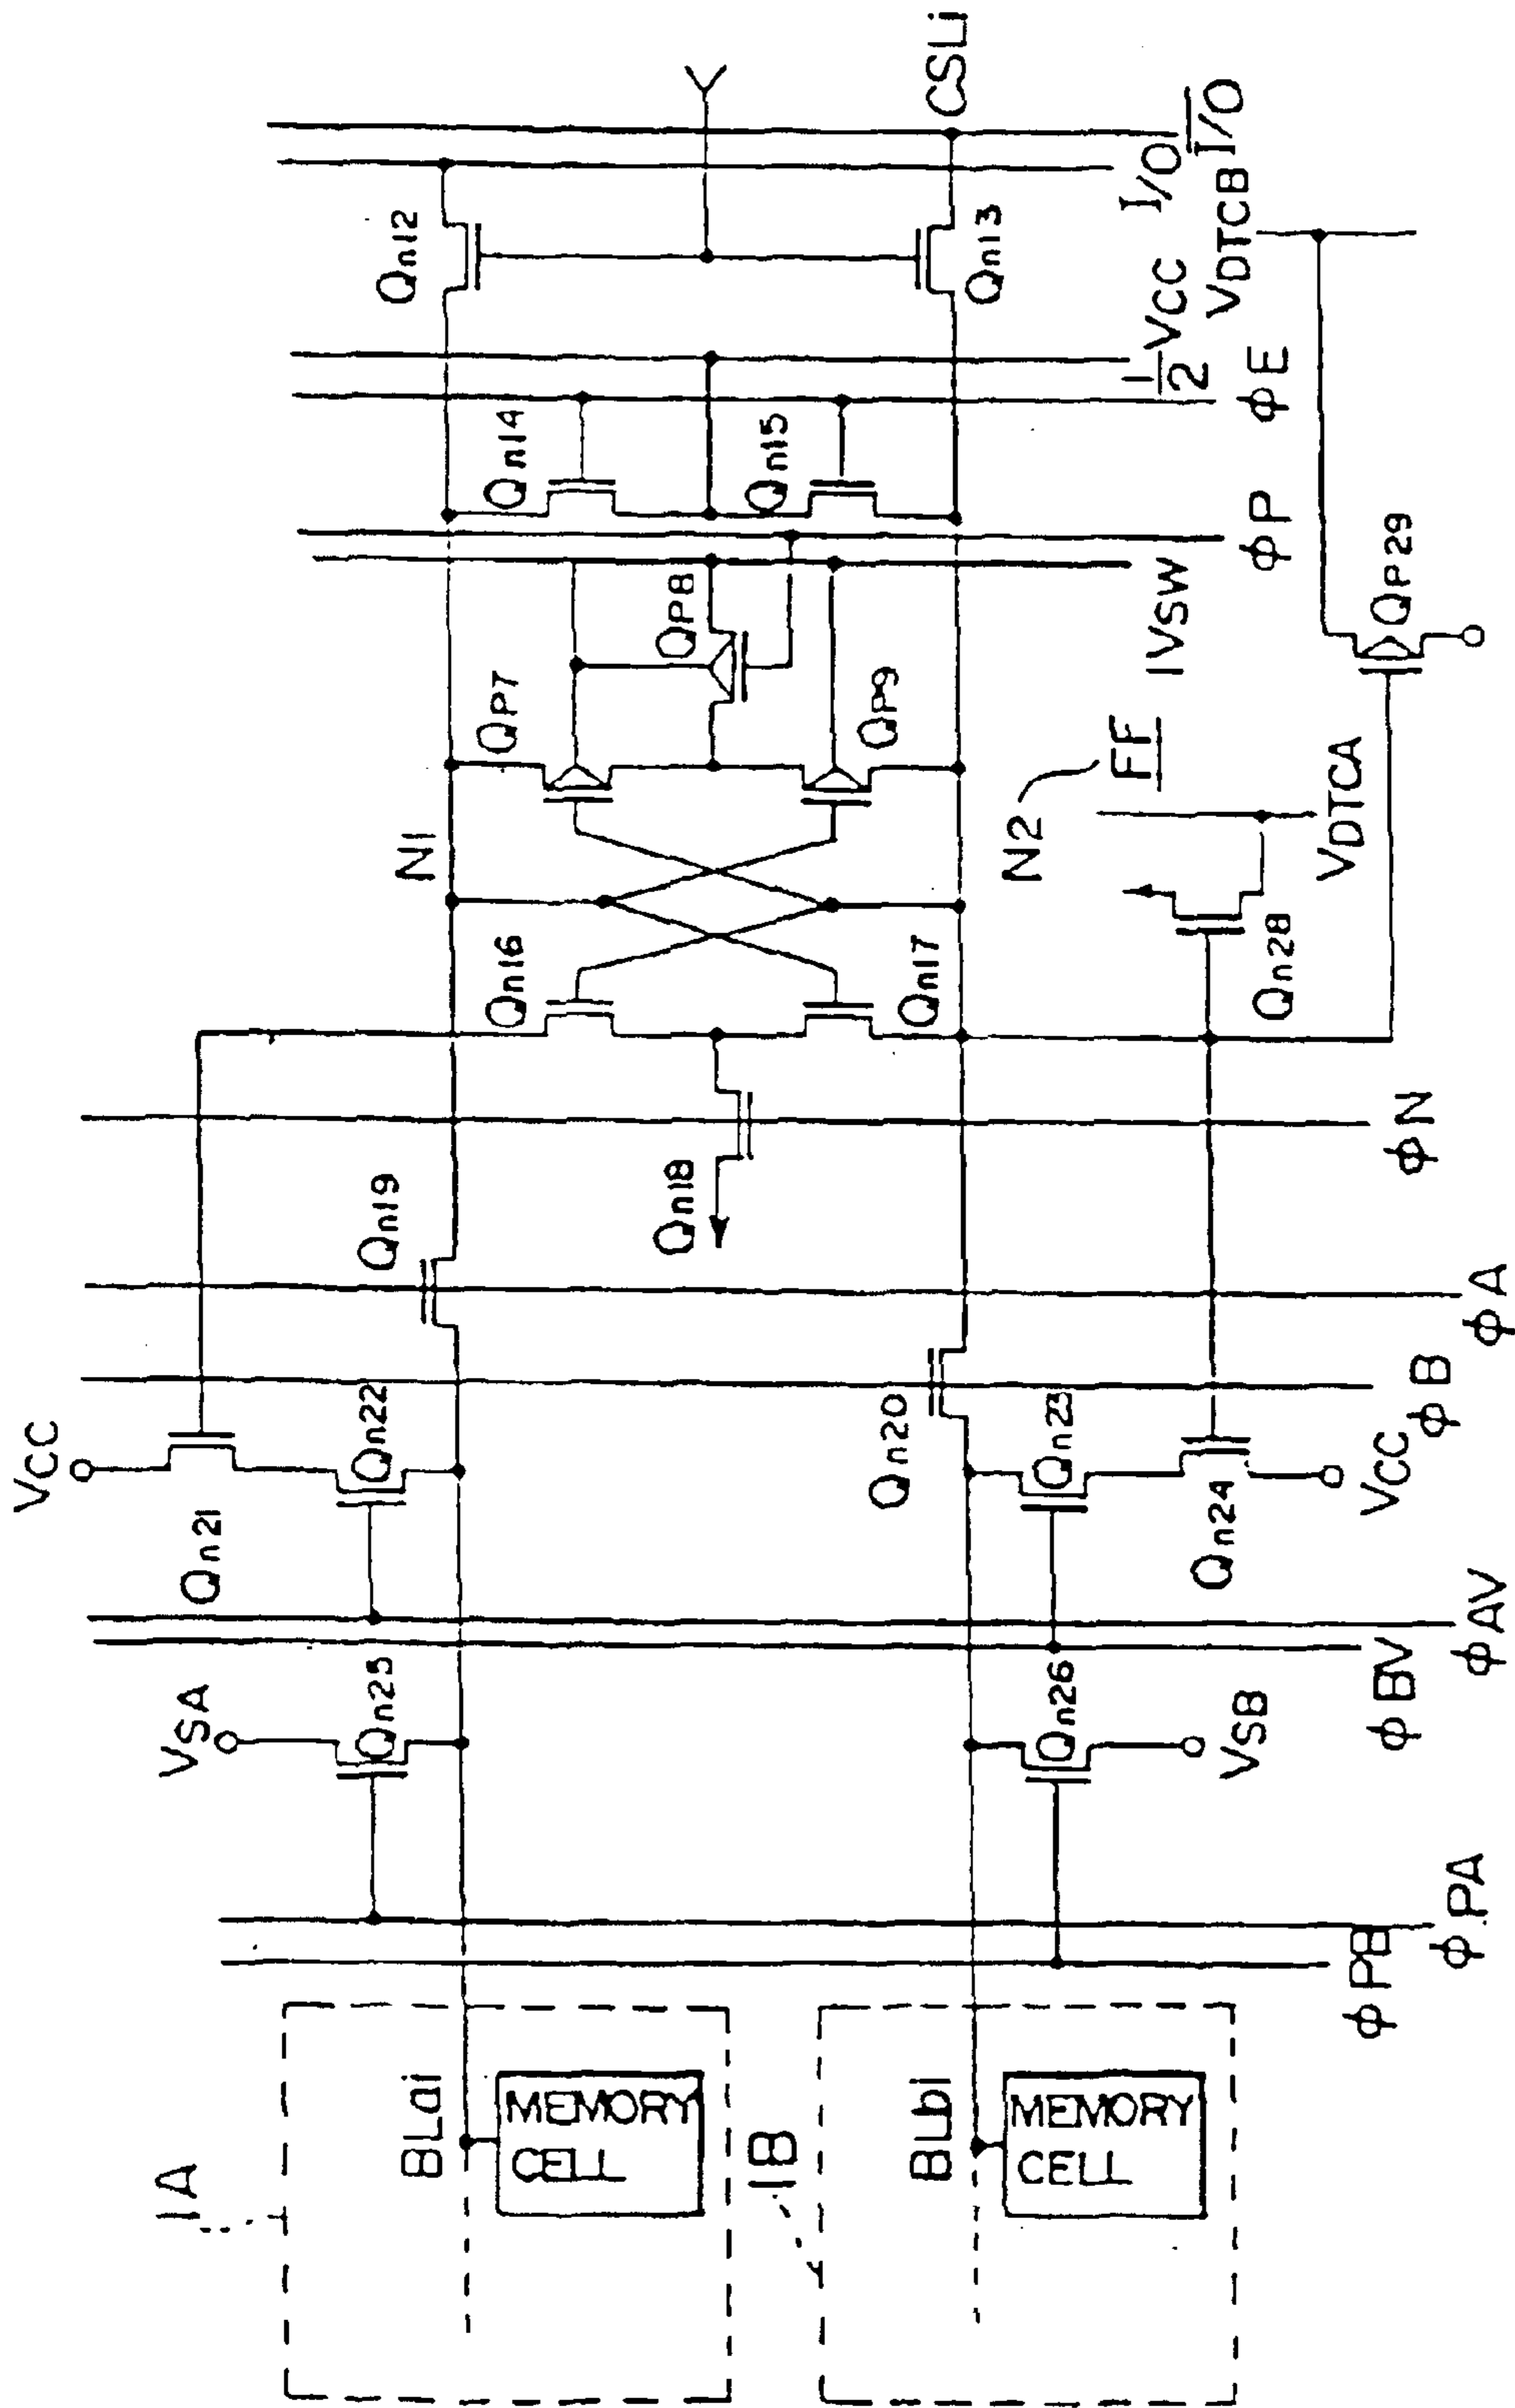 VCC
VSA
1A
Qn21
Qn19
Qn22
Qn25
N1
Qn12
BLai
MEMORY
CELL
Qn16
Qn14
QP7
Qn18
QP8
Y
1B
Qn15
QP9
Qn17
Qn20
BLbi
MEMORY
CELL
CSLi
Qn13
N2
Qn23
Qn26
FF
IVSW
1/2 VCC
I/O
I/O
VDTCB
φP
φE
Qn28
Qn24
VSB
VDTCA
VCC
QP29
φN
φB
φA
φBV
φAV
φPB
φPA